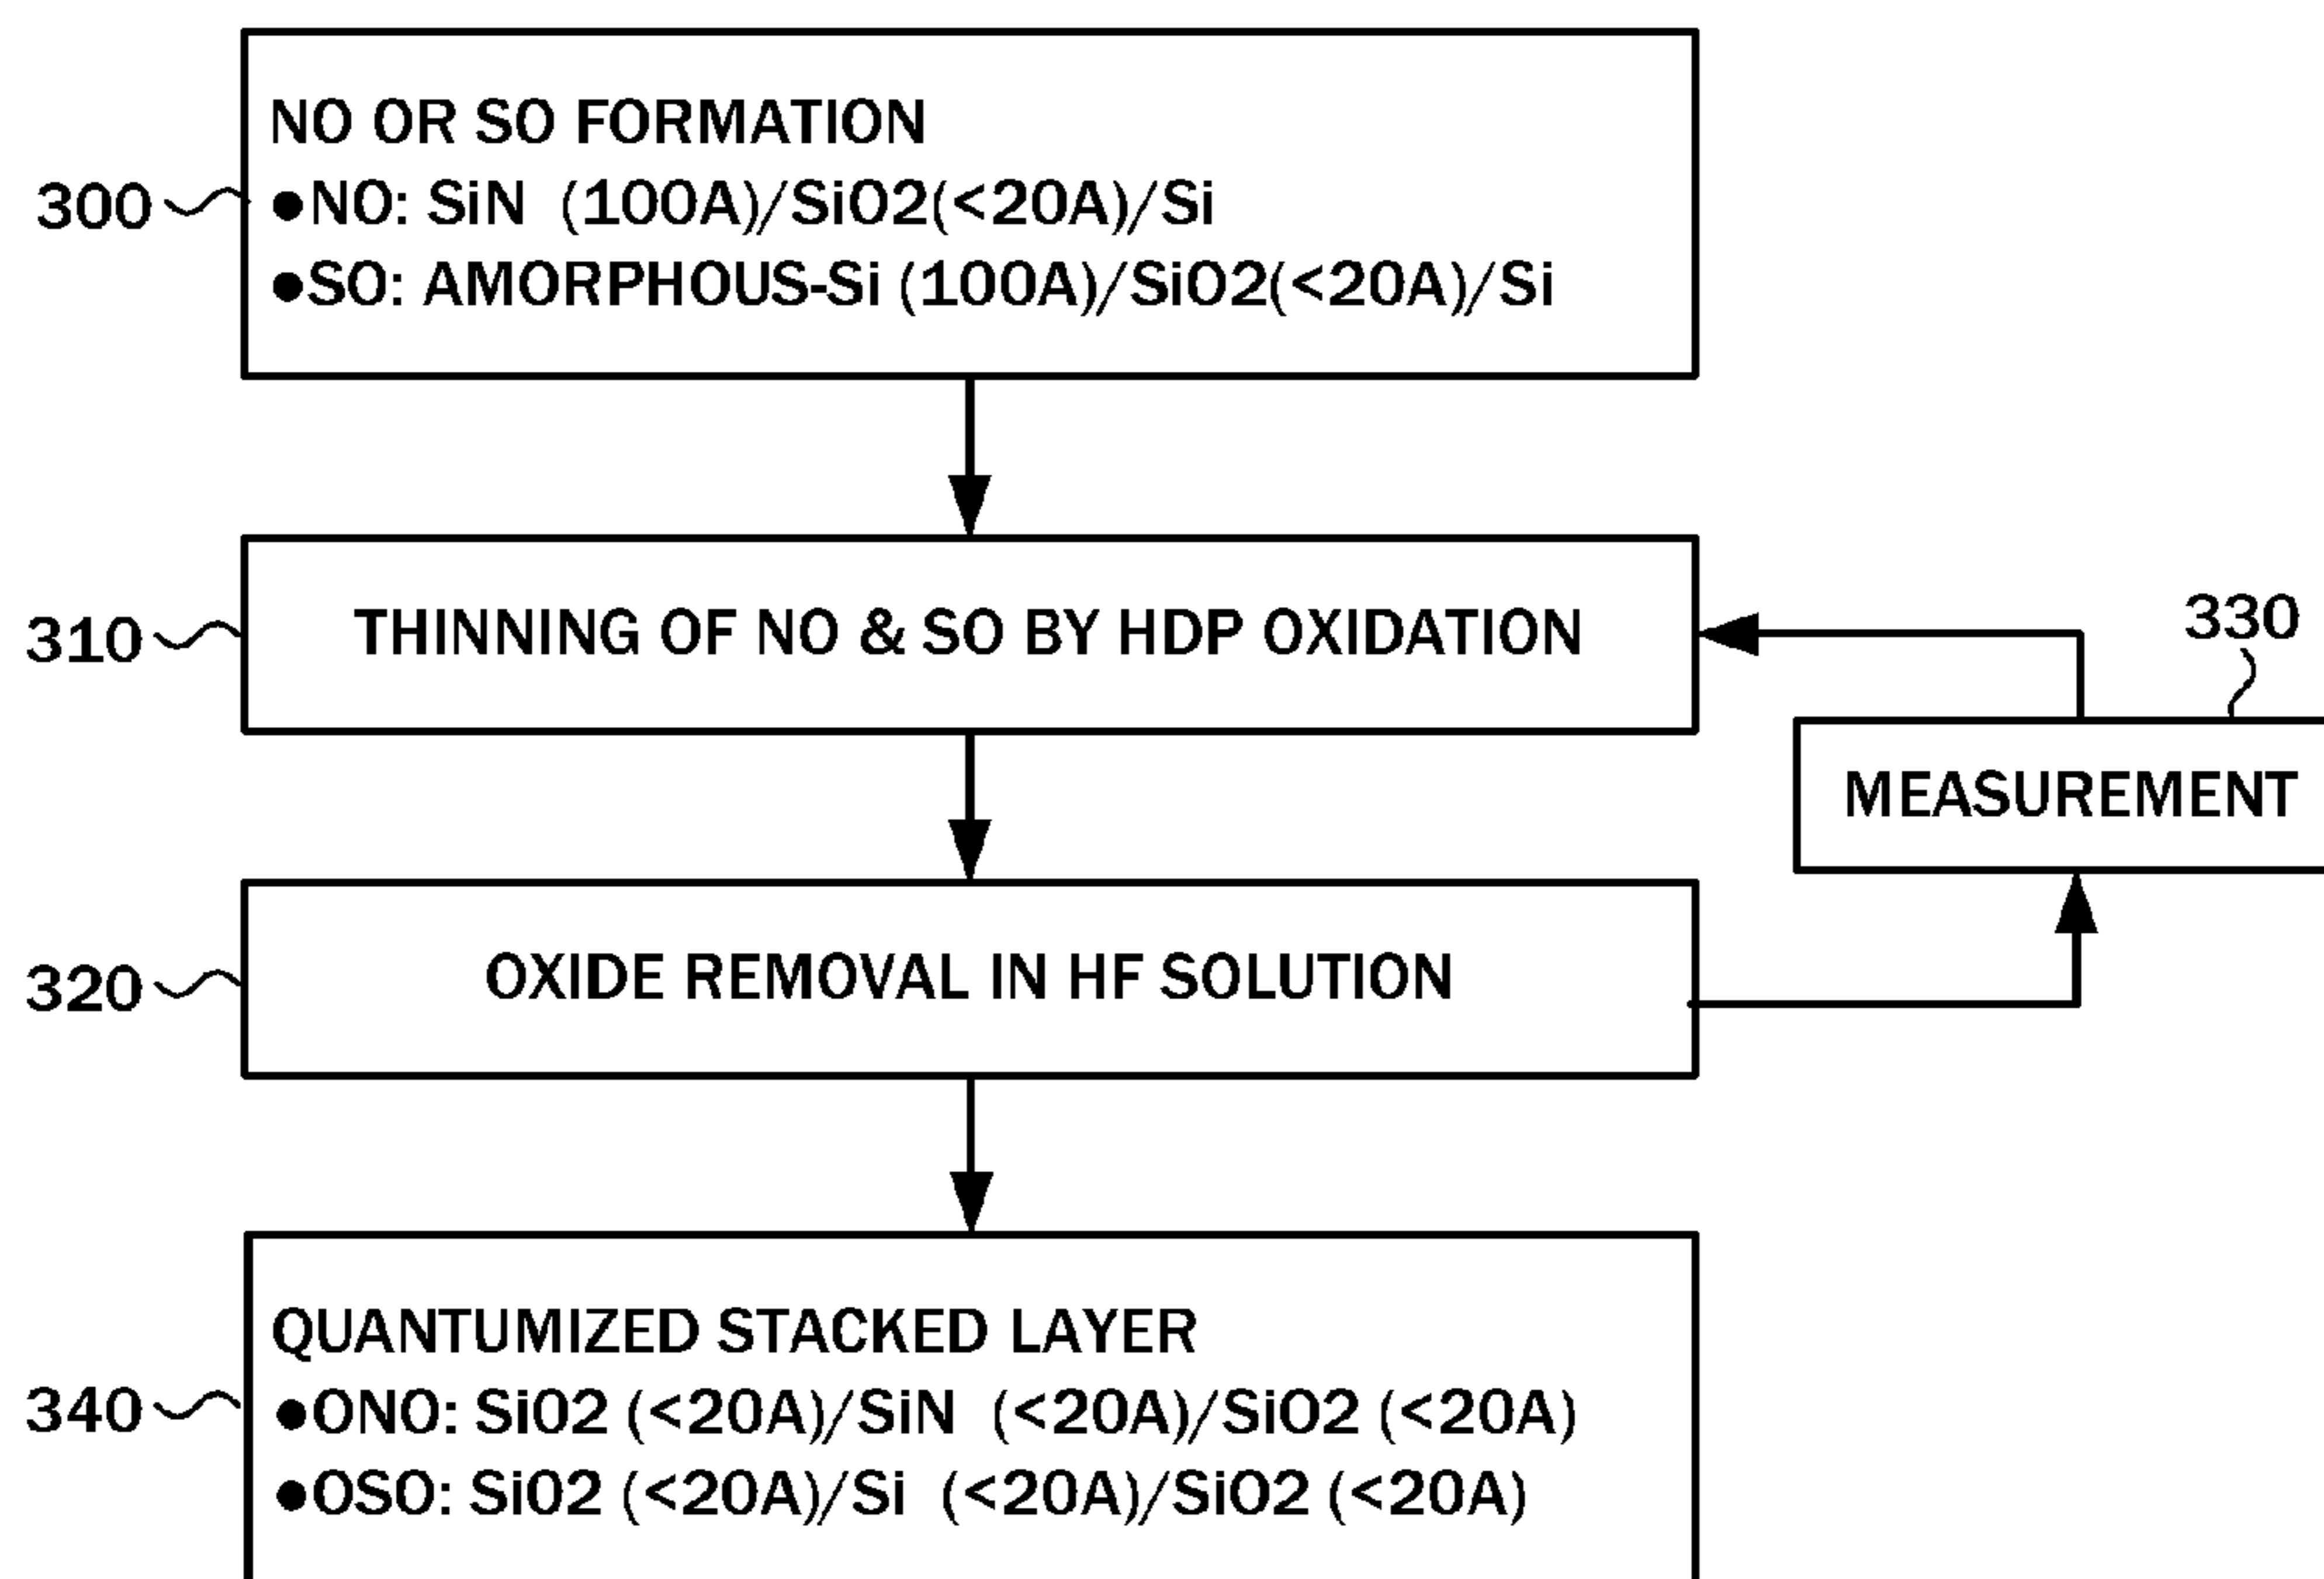 NO OR SO FORMATION
300
●NO: SiN (100A)/SiO2(<20A)/Si
●SO: AMORPHOUS-Si (100A)/SiO2(<20A)/Si
310
THINNING OF NO & SO BY HDP OXIDATION
330
MEASUREMENT
320
OXIDE REMOVAL IN HF SOLUTION
QUANTUMIZED STACKED LAYER
340
●ONO: SiO2 (<20A)/SiN (<20A)/SiO2 (<20A)
●OSO: SiO2 (<20A)/Si (<20A)/SiO2 (<20A)